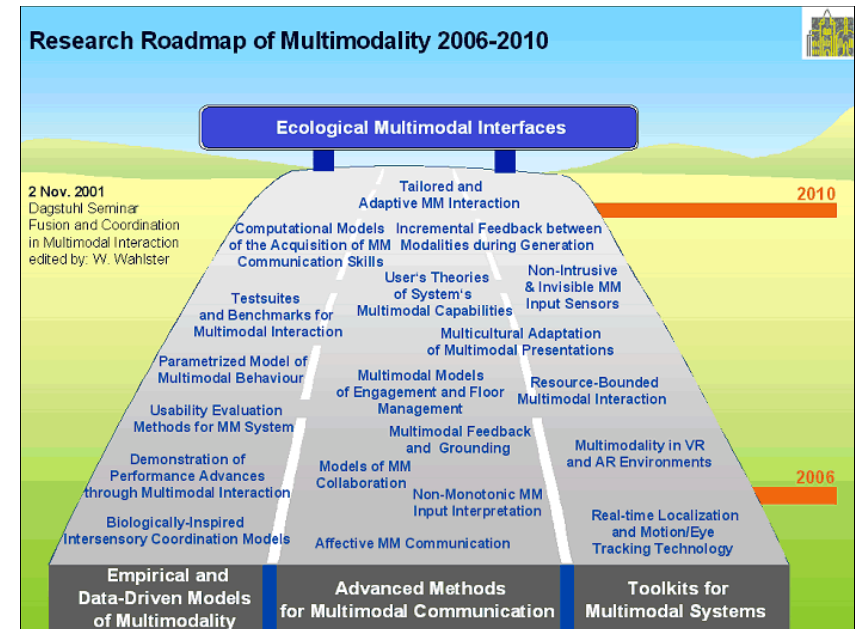 Research Roadmap of Multimodality 2006-2010
Ecological Multimodal Interfaces
2 Nov. 2001
Dagstuhl Seminar
Fusion and Coordination
in Multimodal Interaction
edited by: W. Wahlster
2010
Tailored and
Adaptive MM Interaction
Computational Models
of the Acquisition of MM
Communication Skills
Incremental Feedback between
Modalities during Generation
User's Theories
of System's
Multimodal Capabilities
Non-Intrusive
& Invisible MM
Input Sensors
Testsuites
and Benchmarks for
Multimodal Interaction
Multicultural Adaptation
of Multimodal Presentations
Parametrized Model of
Multimodal Behaviour
Multimodal Models
of Engagement and Floor
Management
Resource-Bounded
Multimodal Interaction
Usability Evaluation
Methods for MM System
Multimodal Feedback
and Grounding
Multimodality in VR
and AR Environments
Demonstration of
Performance Advances
through Multimodal Interaction
Models of MM
Collaboration
2006
Non-Monotonic MM
Input Interpretation
Biologically-Inspired
Intersensory Coordination Models
Affective MM Communication
Real-time Localization
and Motion/Eye
Tracking Technology
Empirical and
Data-Driven Models
of Multimodality
Advanced Methods
for Multimodal Communication
Toolkits for
Multimodal Systems